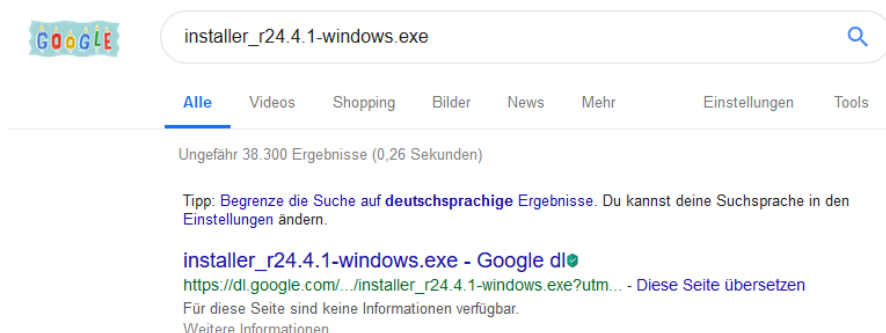 GOOGLE
installer_r24.4.1-windows.exe
Alle Videos Shopping Bilder News Mehr Einstellungen Tools
Ungefähr 38.300 Ergebnisse (0,26 Sekunden)
Tipp: Begrenze die Suche auf deutschsprachige Ergebnisse. Du kannst deine Suchsprache in den
Einstellungen ändern.
installer_r24.4.1-windows.exe - Google dl
https://dl.google.com/.../installer_r24.4.1-windows.exe?utm... - Diese Seite übersetzen
Für diese Seite sind keine Informationen verfügbar.
Weitere Informationen